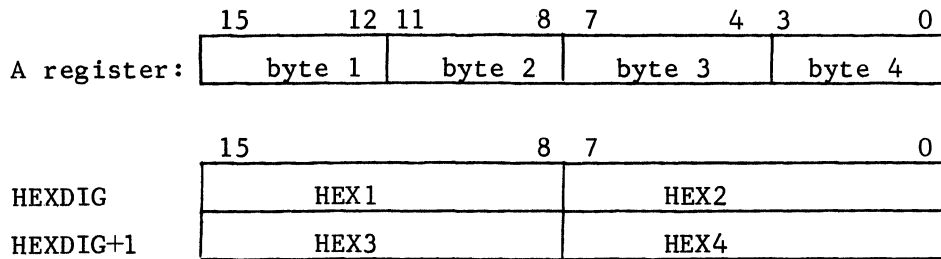 15 12 11 8 7 4 3 0
A register: byte 1 byte 2 byte 3 byte 4
15 8 7 0
HEXDIG HEX1 HEX2
HEXDIG+1 HEX3 HEX4